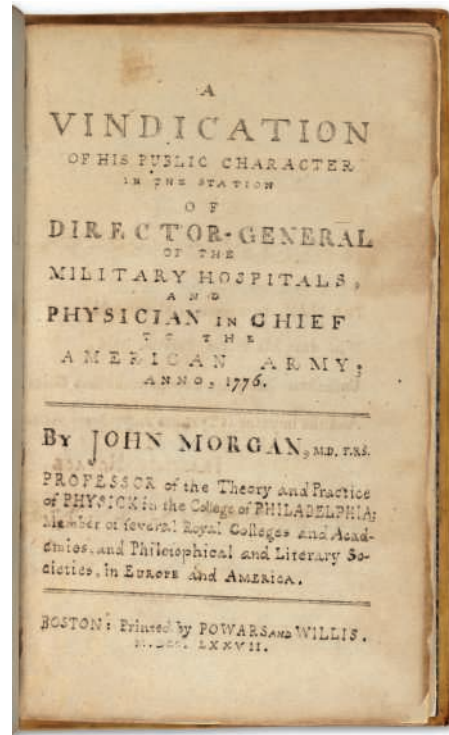 A
VINDICATION
OF HIS PUBLIC CHARACTER
IN THE STATION
OF
DIRECTOR-GENERAL
OF THE
MILITARY HOSPITALS,
AND
PHYSICIAN IN CHIEF
TO THE
AMERICAN ARMY;
ANNO, 1776.
By JOHN MORGAN, M.D. F.R.S.
PROFESSOR of the Theory and Practice
of PHYSICK in the College of PHILADELPHIA;
Member of several Royal Colleges and Acad-
emies, and Philosophical and Literary So-
cieties, in EUROPE and AMERICA.
BOSTON: Printed by POWARS AND WILLIS.
LXXVII.